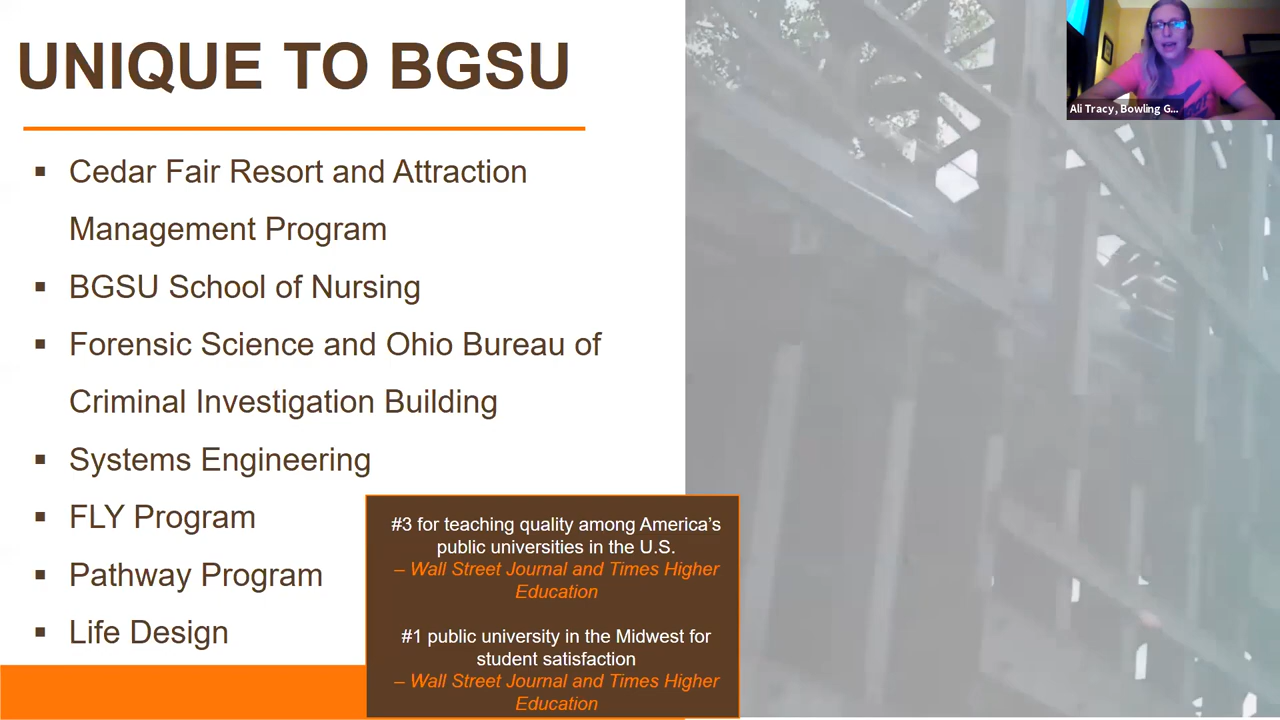 UNIQUE TO BGSU
Ali Tracy, Bowling G...
▪ Cedar Fair Resort and Attraction
Management Program
▪ BGSU School of Nursing
▪ Forensic Science and Ohio Bureau of
Criminal Investigation Building
▪ Systems Engineering
▪ FLY Program
▪ Pathway Program
▪ Life Design
#3 for teaching quality among America’s
public universities in the U.S.
– Wall Street Journal and Times Higher
Education
#1 public university in the Midwest for
student satisfaction
– Wall Street Journal and Times Higher
Education